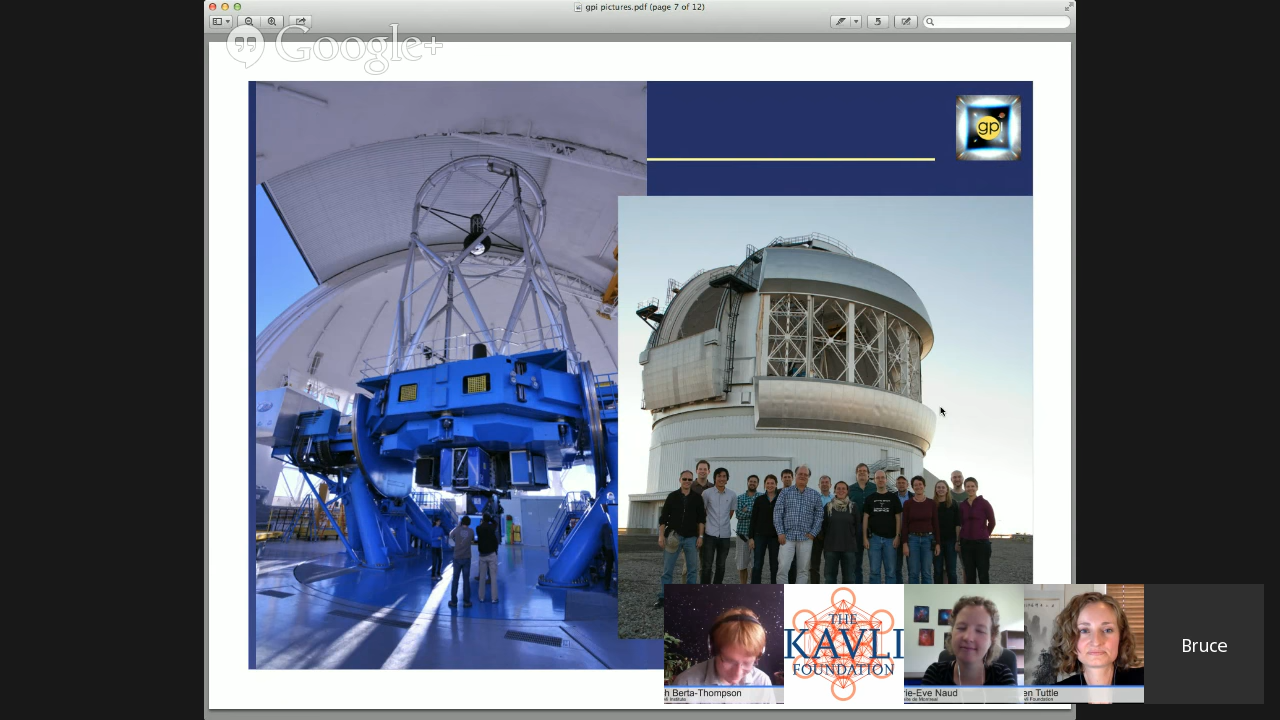 gpi pictures.pdf (page 7 of 12)
Google+
gpi
THE
KAVLI
FOUNDATION
h Berta-Thompson
rie-Eve Naud
en Tuttle
Bruce